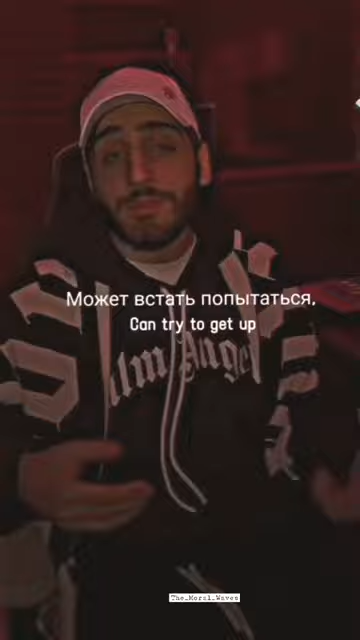 Может встать попытаться,
Can try to get up
Palm Angels
The_Moral_Waves